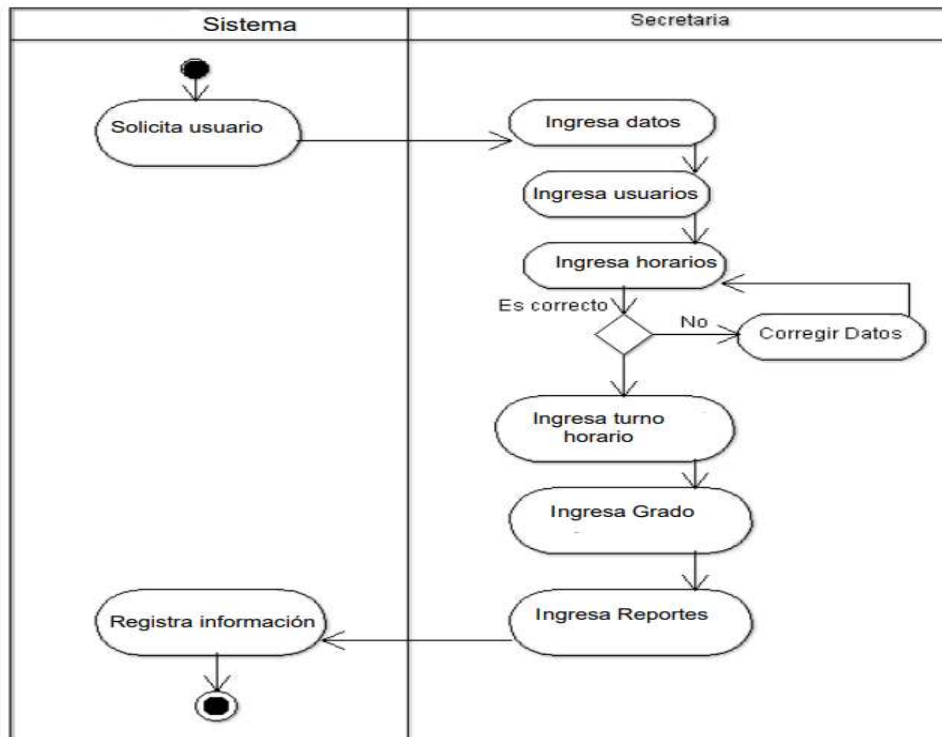 Sistema
Secretaria
Solicita usuario
Ingresa datos
Ingresa usuarios
Ingresa horarios
Es correcto
No
Corregir Datos
Ingresa turno
horario
Ingresa Grado
Ingresa Reportes
Registra información